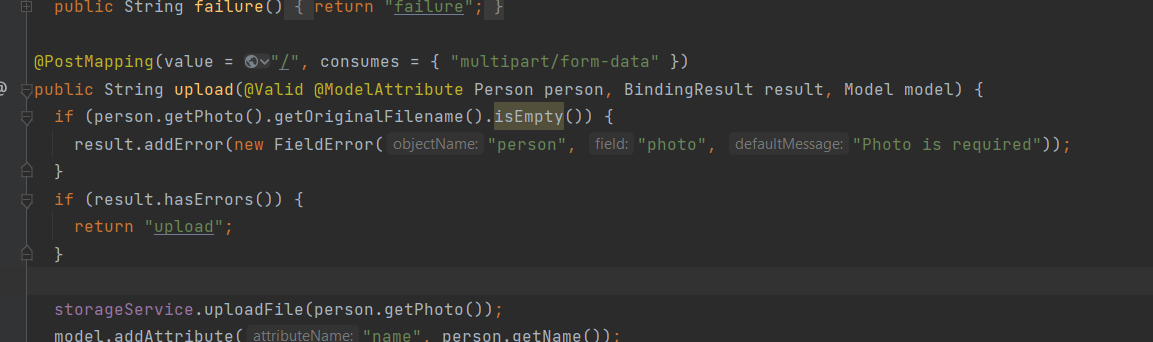 public String failure() { return "failure"; }
@PostMapping(value = "/", consumes = { "multipart/form-data" })
@ public String upload(@Valid @ModelAttribute Person person, BindingResult result, Model model) {
if (person.getPhoto().getOriginalFilename().isEmpty()) {
result.addError(new FieldError( objectName: "person", field: "photo", defaultMessage: "Photo is required"));
}
if (result.hasErrors()) {
return "upload";
}
storageService.uploadFile(person.getPhoto());
model.addAttribute( attributeName: "name", person.getName());